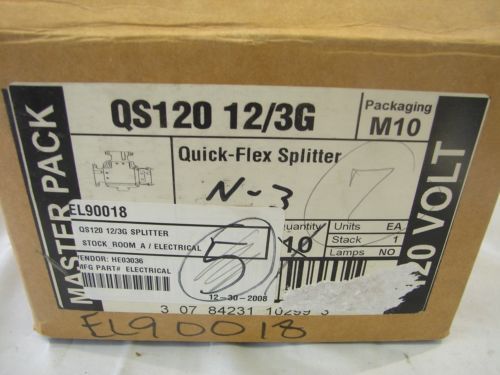 MASTER PACK
QS120 12/3G
Packaging
M10
Quick-Flex Splitter
120 VOLT
N-3
7
EL90018
QS120 12/3G SPLITTER
STOCK ROOM A / ELECTRICAL
VENDOR: HE03036
MFG PART# ELECTRICAL
12-30-2008
5
Quantity
10
Units EA
Stack 1
Lamps NO
3 07 84231 10299 3
EL90018